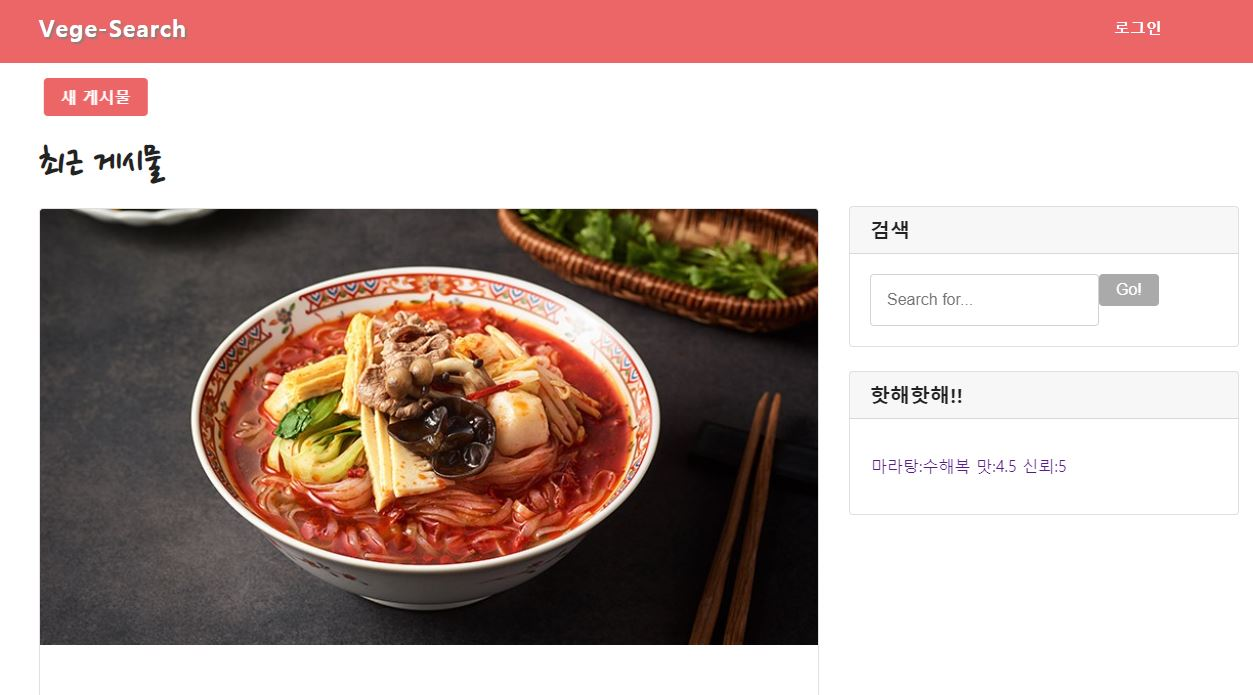 Vege-Search
로그인
새 게시물
최근 게시물
검색
Search for...
Go!
핫해핫해!!
마라탕:수해복 맛:4.5 신뢰:5